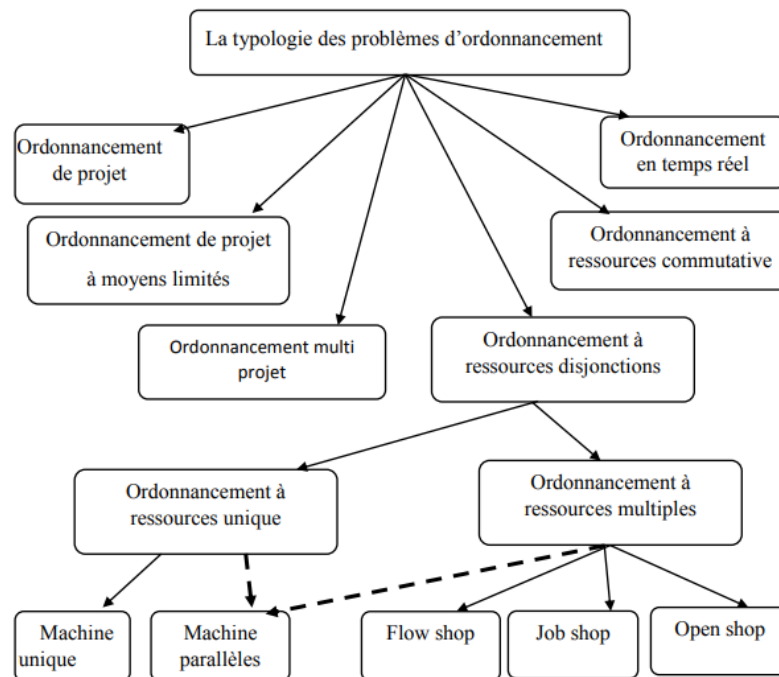 La typologie des problèmes d'ordonnancement
Ordonnancement
de projet
Ordonnancement
en temps réel
Ordonnancement de projet
à moyens limités
Ordonnancement à
ressources commutative
Ordonnancement multi
projet
Ordonnancement à
ressources disjonctions
Ordonnancement à
ressources unique
Ordonnancement à
ressources multiples
Machine
unique
Machine
parallèles
Flow shop
Job shop
Open shop